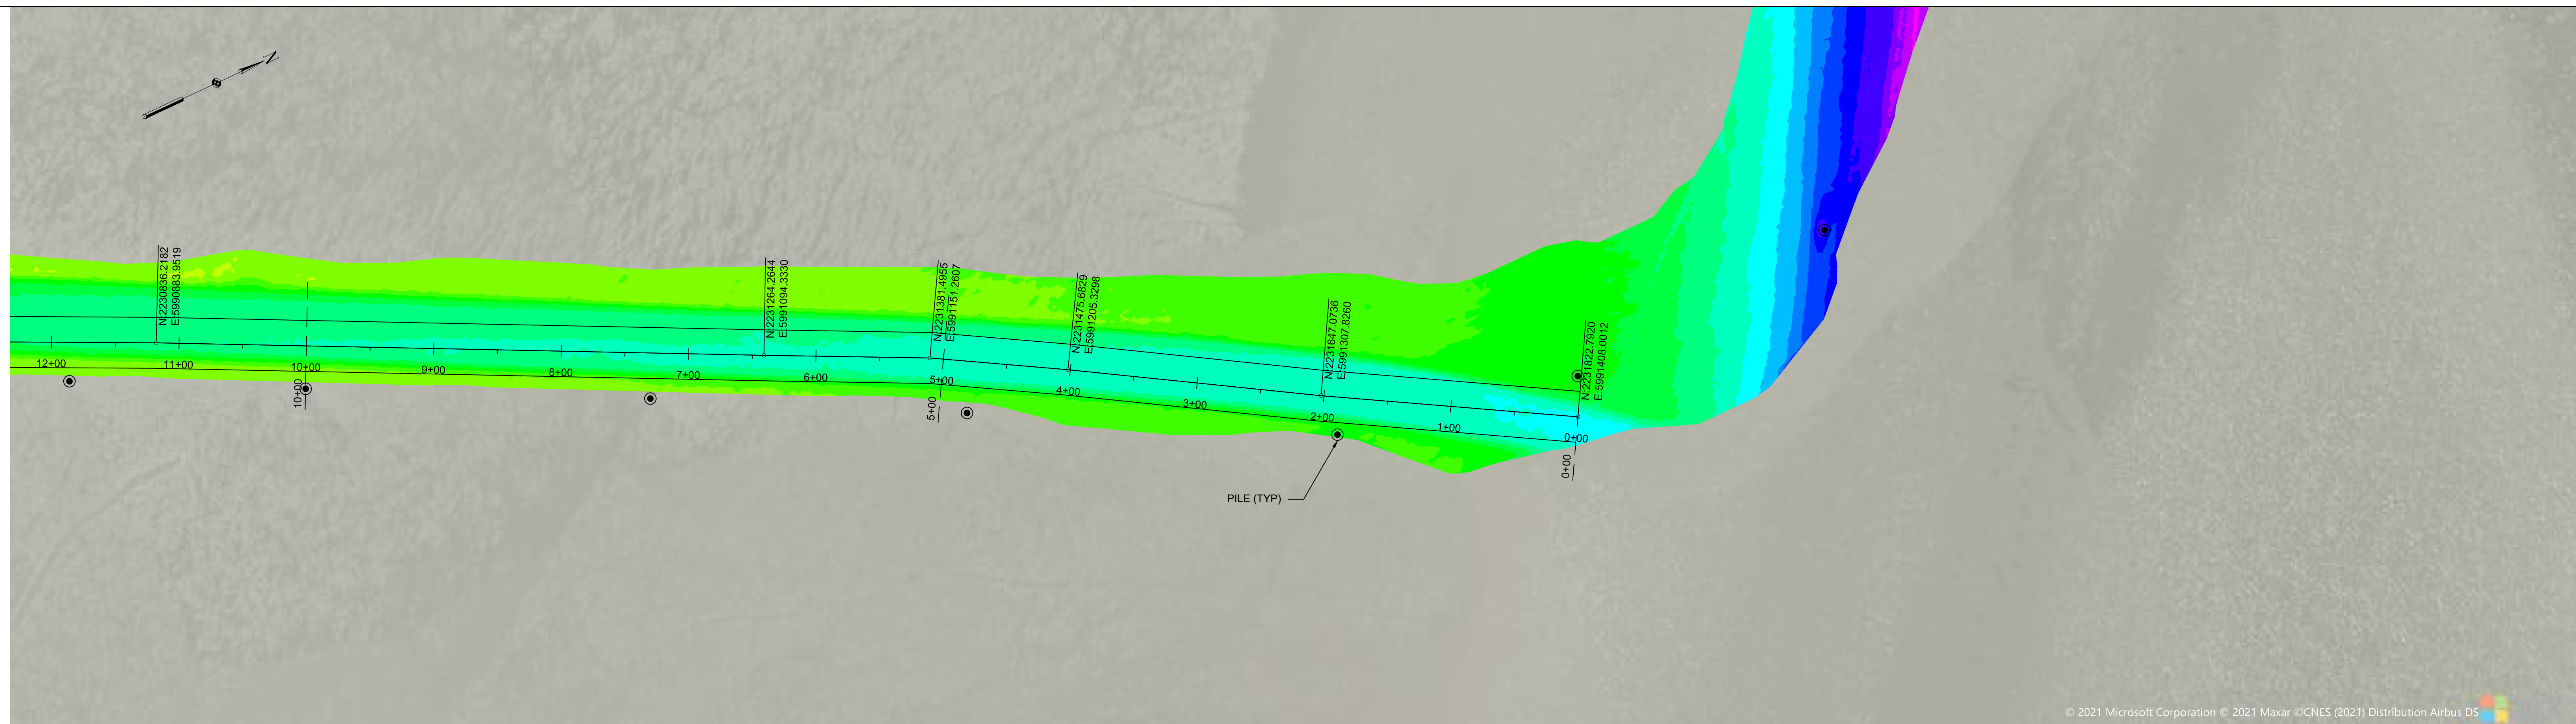 N
N:2230836.2182
E:5990883.9519
N:2231264.2644
E:5991094.3330
N:2231381.4955
E:5991151.2607
N:2231475.6829
E:5991205.3298
N:2231647.0736
E:5991307.8260
N:2231822.7920
E:5991408.0012
12+00
11+00
10+00
9+00
8+00
7+00
6+00
5+00
4+00
3+00
2+00
1+00
0+00
10+00
5+00
0+00
PILE (TYP)
© 2021 Microsoft Corporation © 2021 Maxar ©CNES (2021) Distribution Airbus DS